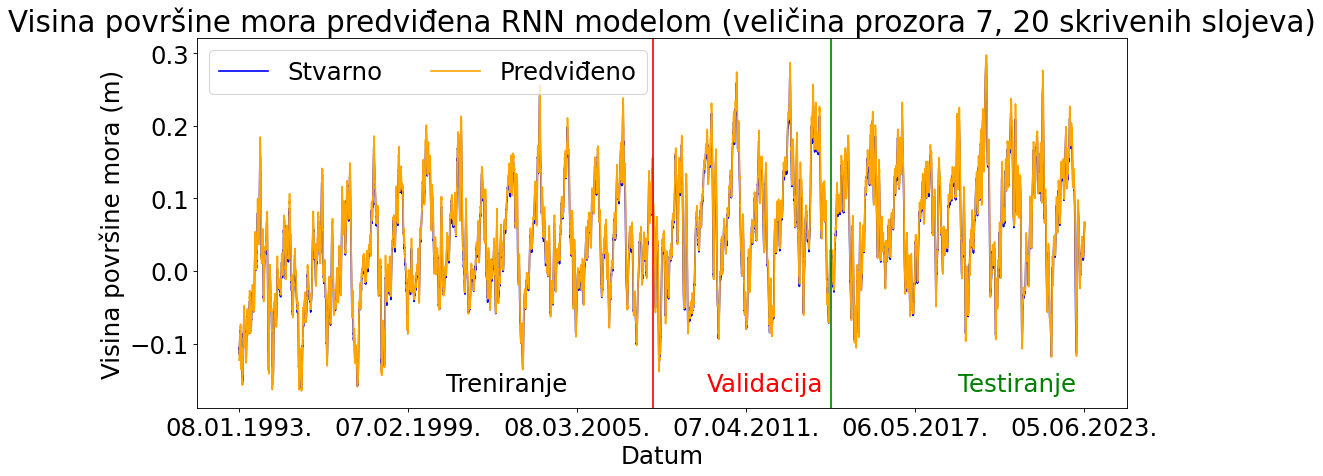 Visina površine mora predviđena RNN modelom (veličina prozora 7, 20 skrivenih slojeva)
Stvarno
Predviđeno
Visina površine mora (m)
0.3
0.2
0.1
0.0
−0.1
Treniranje
Validacija
Testiranje
08.01.1993.
07.02.1999.
08.03.2005.
07.04.2011.
06.05.2017.
05.06.2023.
Datum